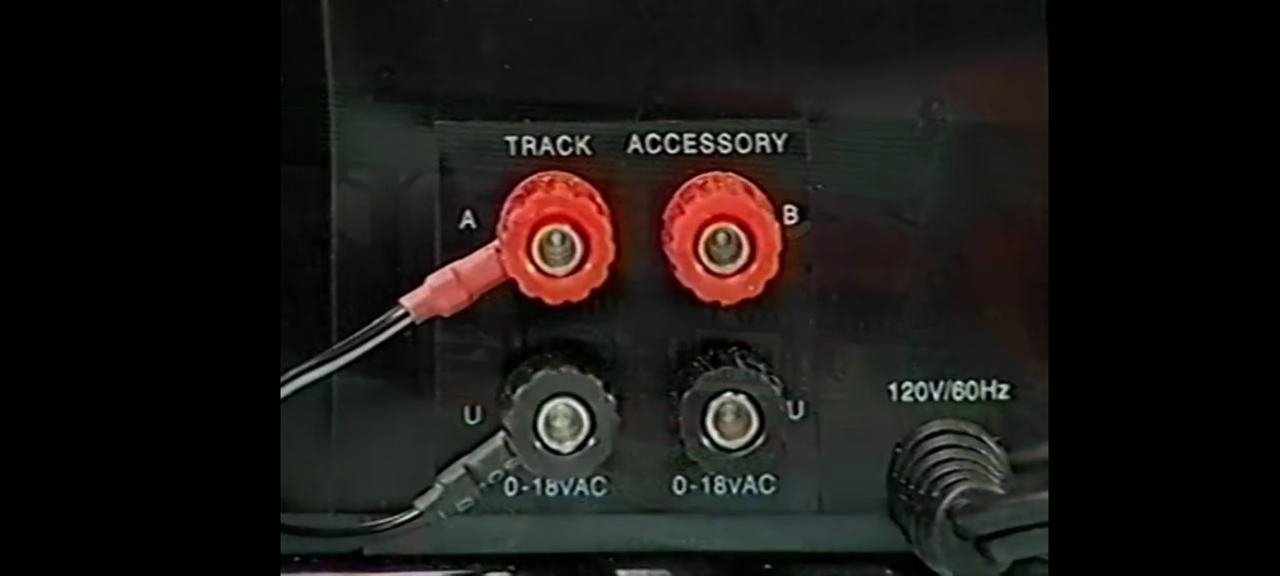 TRACK ACCESSORY
A B
U U
120V/60Hz
0-18VAC 0-18VAC